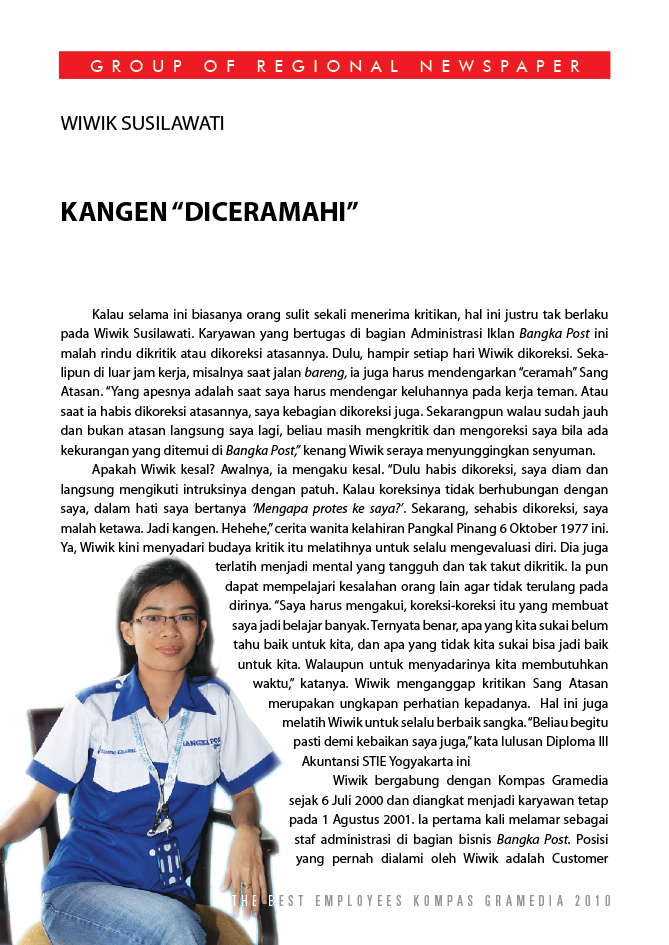 GROUP OF REGIONAL NEWSPAPER
WIWIK SUSILAWATI
KANGEN “DICERAMAHI”
Kalau selama ini biasanya orang sulit sekali menerima kritikan, hal ini justru tak berlaku
pada Wiwik Susilawati. Karyawan yang bertugas di bagian Administrasi Iklan Bangka Post ini
malah rindu dikritik atau dikoreksi atasannya. Dulu, hampir setiap hari Wiwik dikoreksi. Seka-
lipun di luar jam kerja, misalnya saat jalan bareng, ia juga harus mendengarkan “ceramah” Sang
Atasan. “Yang apesnya adalah saat saya harus mendengar keluhannya pada kerja teman. Atau
saat ia habis dikoreksi atasannya, saya kebagian dikoreksi juga. Sekarangpun walau sudah jauh
dan bukan atasan langsung saya lagi, beliau masih mengkritik dan mengoreksi saya bila ada
kekurangan yang ditemui di Bangka Post,” kenang Wiwik seraya menyunggingkan senyuman.
Apakah Wiwik kesal? Awalnya, ia mengaku kesal. “Dulu habis dikoreksi, saya diam dan
langsung mengikuti intruksinya dengan patuh. Kalau koreksinya tidak berhubungan dengan
saya, dalam hati saya bertanya ‘Mengapa protes ke saya?’. Sekarang, sehabis dikoreksi, saya
malah ketawa. Jadi kangen. Hehehe,” cerita wanita kelahiran Pangkal Pinang 6 Oktober 1977 ini.
Ya, Wiwik kini menyadari budaya kritik itu melatihnya untuk selalu mengevaluasi diri. Dia juga
terlatih menjadi mental yang tangguh dan tak takut dikritik. Ia pun
dapat mempelajari kesalahan orang lain agar tidak terulang pada
dirinya. “Saya harus mengakui, koreksi-koreksi itu yang membuat
saya jadi belajar banyak. Ternyata benar, apa yang kita sukai belum
tahu baik untuk kita, dan apa yang tidak kita sukai bisa jadi baik
untuk kita. Walaupun untuk menyadarinya kita membutuhkan
waktu,” katanya. Wiwik menganggap kritikan Sang Atasan
merupakan ungkapan perhatian kepadanya. Hal ini juga
melatih Wiwik untuk selalu berbaik sangka. “Beliau begitu
pasti demi kebaikan saya juga,” kata lulusan Diploma III
Akuntansi STIE Yogyakarta ini
Wiwik bergabung dengan Kompas Gramedia
sejak 6 Juli 2000 dan diangkat menjadi karyawan tetap
pada 1 Agustus 2001. Ia pertama kali melamar sebagai
staf administrasi di bagian bisnis Bangka Post. Posisi
yang pernah dialami oleh Wiwik adalah Customer
THE BEST EMPLOYEES KOMPAS GRAMEDIA 2010